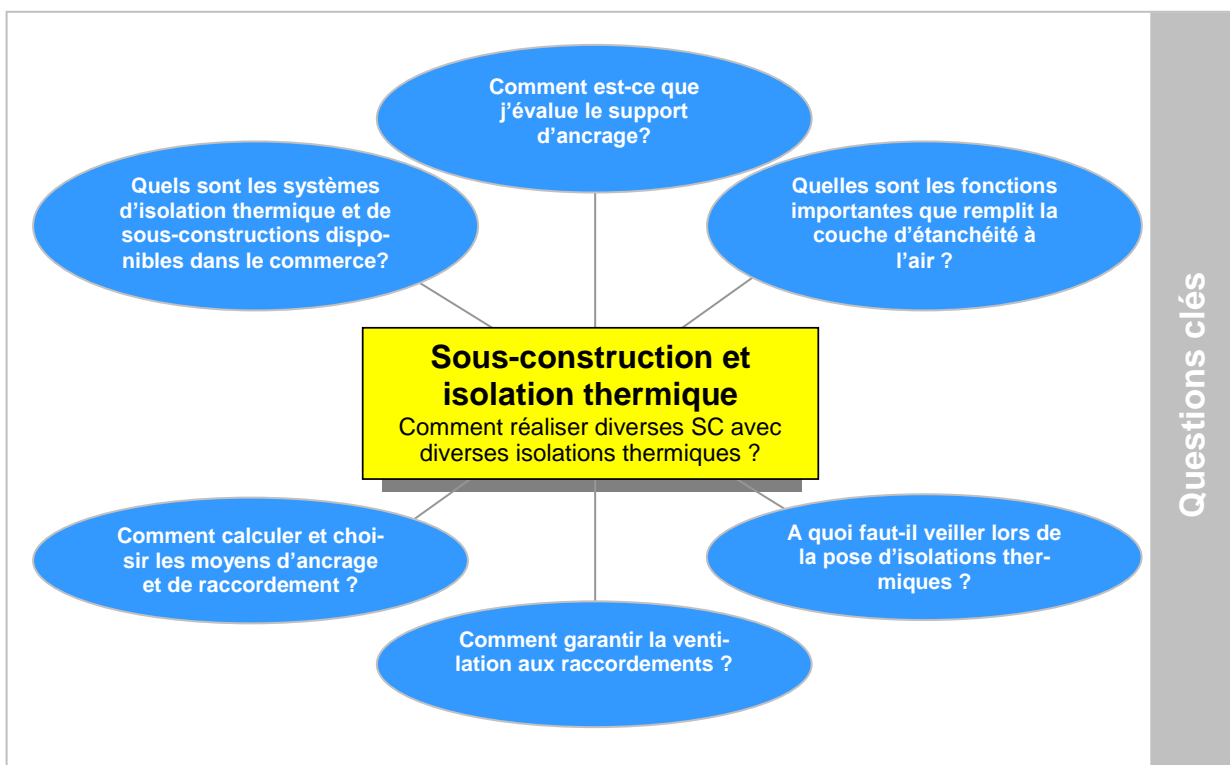 Comment est-ce que
j’évalue le support
d’ancrage?
Quels sont les systèmes
d’isolation thermique et de
sous-constructions dispo-
nibles dans le commerce?
Quelles sont les fonctions
importantes que remplit la
couche d’étanchéité à
l’air ?
Sous-construction et
isolation thermique
Comment réaliser diverses SC avec
diverses isolations thermiques ?
Comment calculer et choi-
sir les moyens d’ancrage
et de raccordement ?
A quoi faut-il veiller lors de
la pose d’isolations ther-
miques ?
Comment garantir la venti-
lation aux raccordements ?
Questions clés